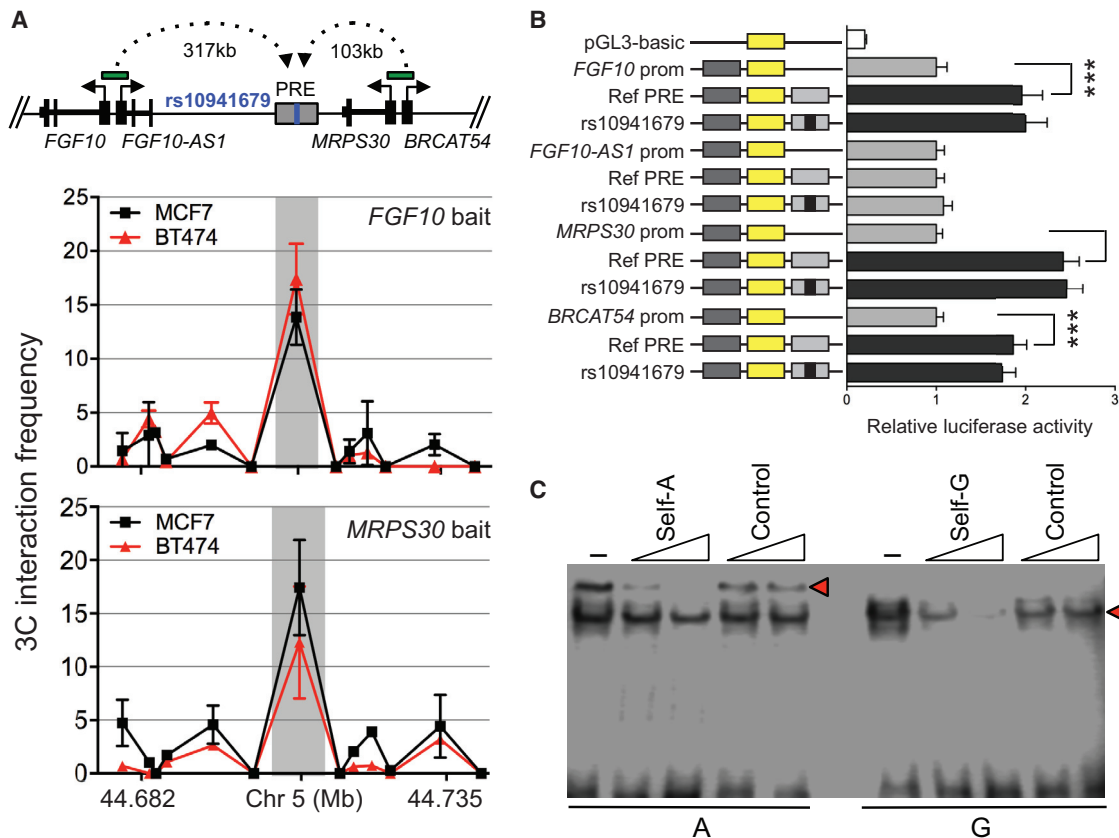 A
317kb
103kb
rs10941679
PRE
FGF10
FGF10-AS1
MRPS30
BRCAT54
3C interaction frequency
25
20
15
10
5
0
MCF7
BT474
FGF10 bait
25
20
15
10
5
0
MCF7
BT474
MRPS30 bait
44.682
Chr 5 (Mb)
44.735
B
pGL3-basic
FGF10 prom
Ref PRE
rs10941679
FGF10-AS1 prom
Ref PRE
rs10941679
MRPS30 prom
Ref PRE
rs10941679
BRCAT54 prom
Ref PRE
rs10941679
***
***
0
1
2
3
Relative luciferase activity
C
–
Self-A
Control
–
Self-G
Control
A
G